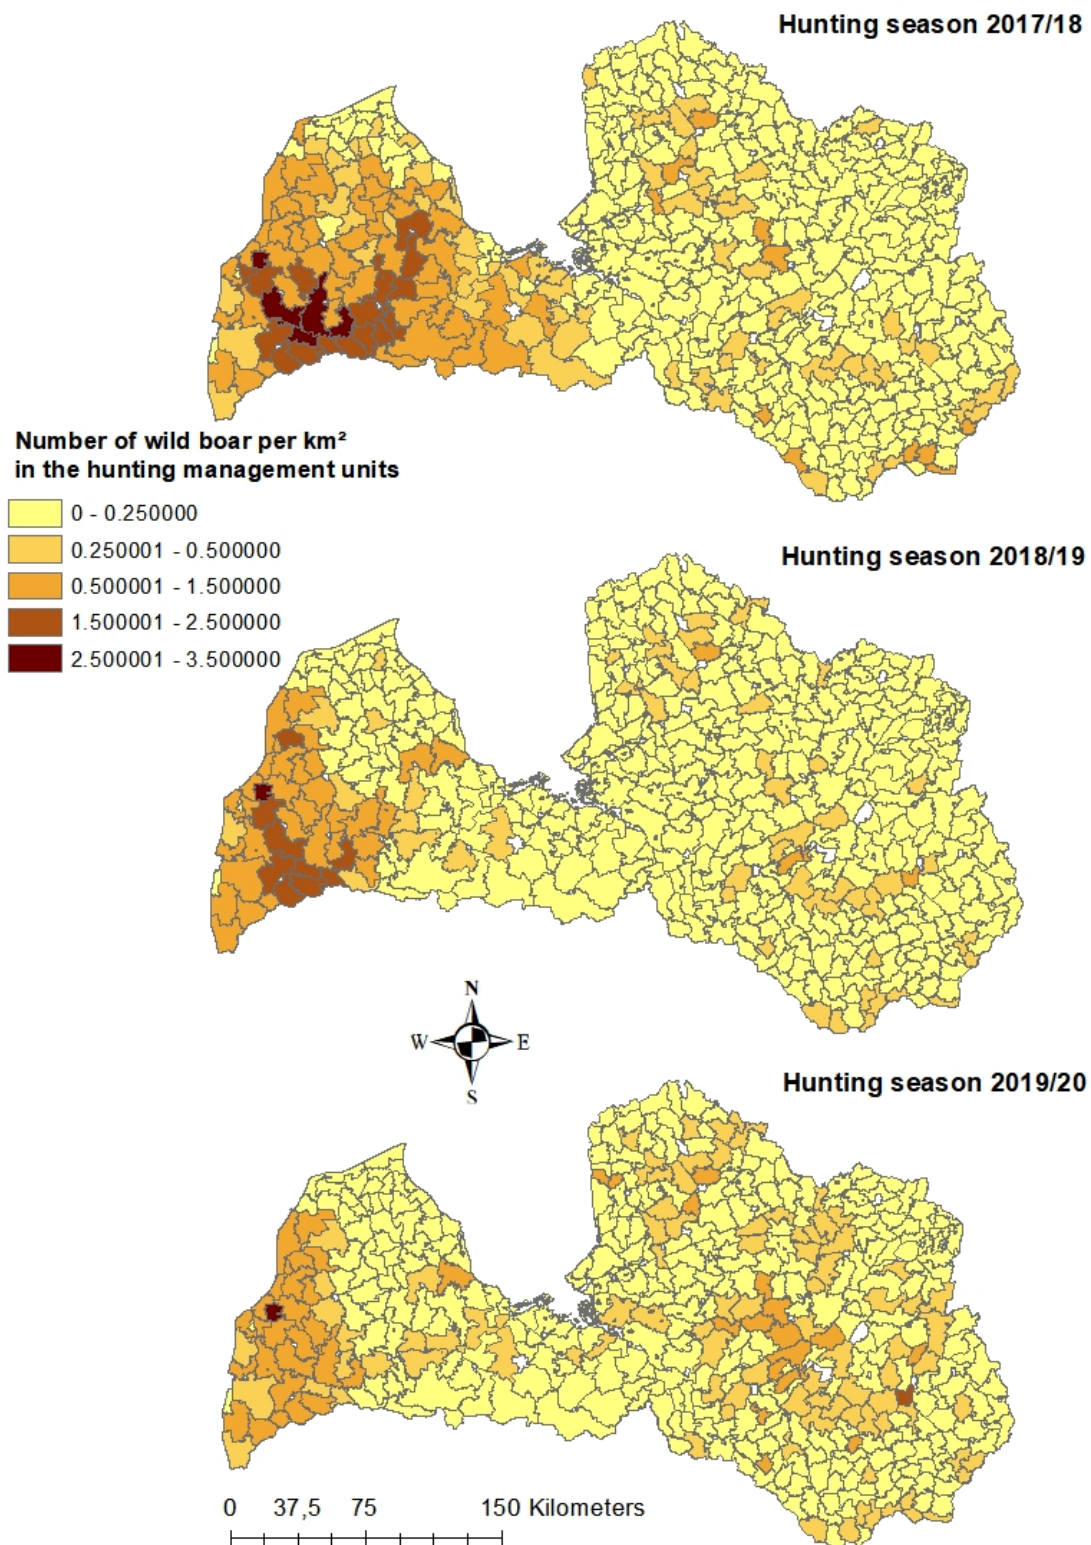 Hunting season 2017/18
Number of wild boar per km²
in the hunting management units
0 - 0.250000
0.250001 - 0.500000
0.500001 - 1.500000
1.500001 - 2.500000
2.500001 - 3.500000
Hunting season 2018/19
N
W E
S
Hunting season 2019/20
0 37,5 75 150 Kilometers